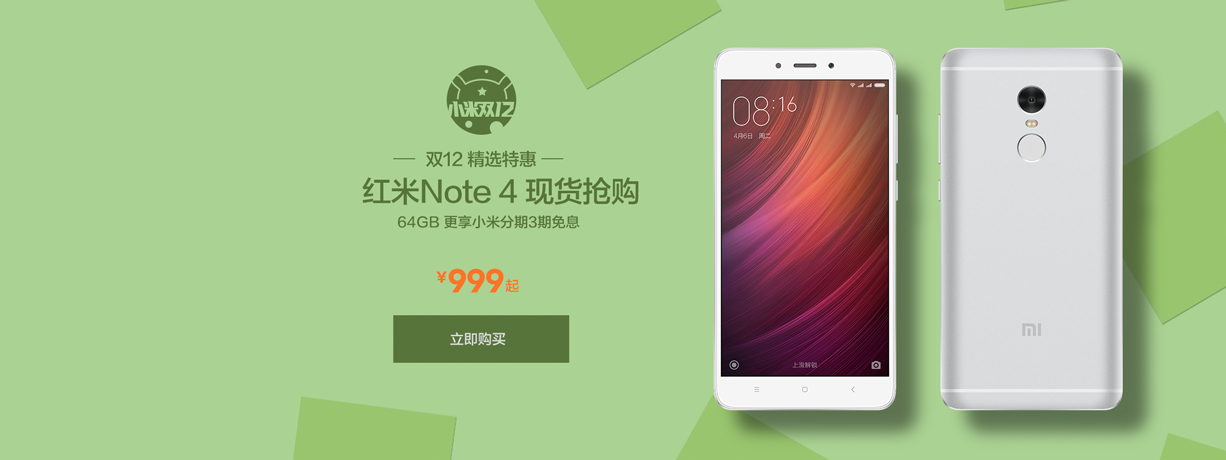 小米双12
双12 精选特惠
红米Note 4 现货抢购
64GB 更享小米分期3期免息
¥999起
立即购买
08:16
4月6日 周二
上滑解锁
MI